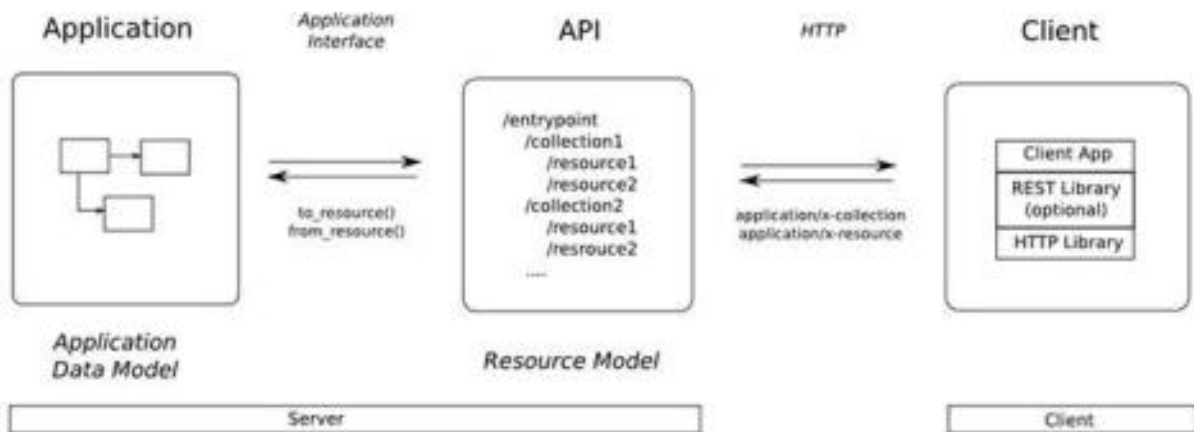 Application
Application
Interface
API
HTTP
Client
/entrypoint
/collection1
/resource1
/resource2
/collection2
/resource1
/resrouce2
.....
to_resource()
from_resource()
application/x-collection
application/x-resource
Client App
REST Library
(optional)
HTTP Library
Application
Data Model
Resource Model
Server
Client